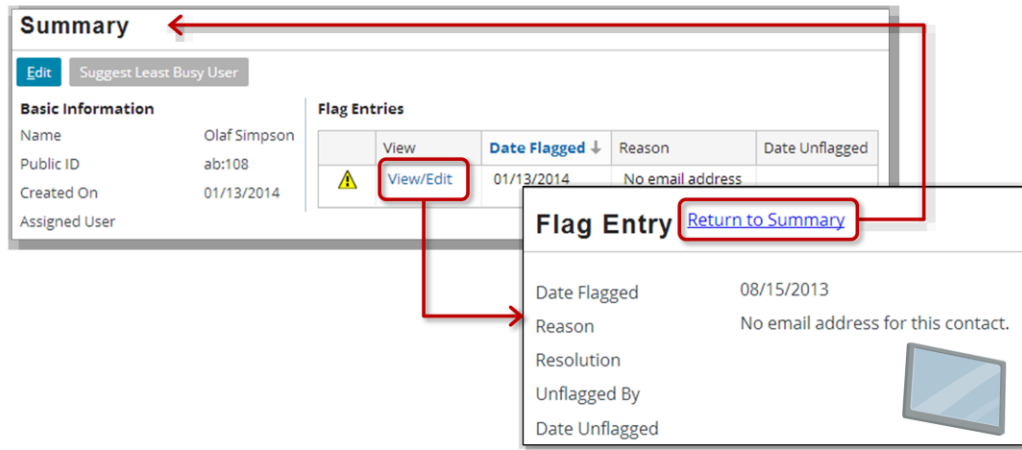 Summary
Edit Suggest Least Busy User
Basic Information
Name Olaf Simpson
Public ID ab:108
Created On 01/13/2014
Assigned User
Flag Entries
View Date Flagged Reason Date Unflagged
View/Edit 01/13/2014 No email address
Flag Entry Return to Summary
Date Flagged 08/15/2013
Reason No email address for this contact.
Resolution
Unflagged By
Date Unflagged